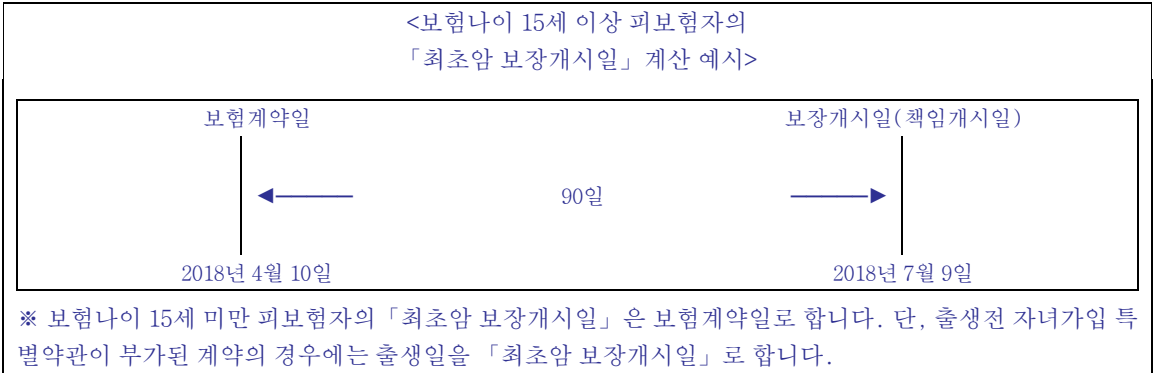 <보험나이 15세 이상 피보험자의
「최초암 보장개시일」 계산 예시>
보험계약일 보장개시일(책임개시일)
90일
2018년 4월 10일 2018년 7월 9일
※ 보험나이 15세 미만 피보험자의「최초암 보장개시일」은 보험계약일로 합니다. 단, 출생전 자녀가입 특
별약관이 부가된 계약의 경우에는 출생일을 「최초암 보장개시일」로 합니다.